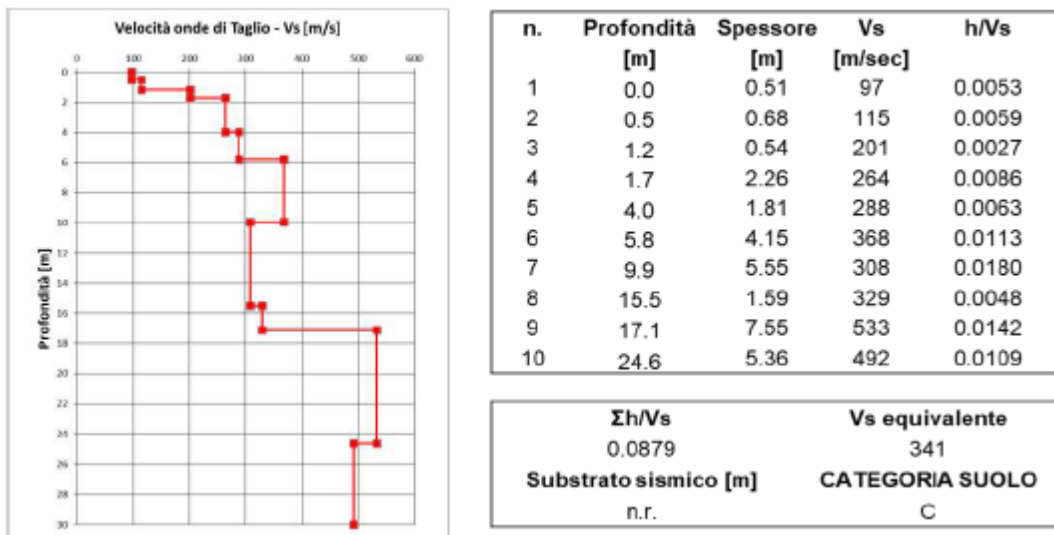 Velocità onde di Taglio - Vs [m/s]
0 100 200 300 400 500 600
0
2
4
6
8
10
12
14
16
18
20
22
24
26
28
30
Profondità [m]
n. Profondità Spessore Vs h/Vs
[m] [m] [m/sec]
1 0.0 0.51 97 0.0053
2 0.5 0.68 115 0.0059
3 1.2 0.54 201 0.0027
4 1.7 2.26 264 0.0086
5 4.0 1.81 288 0.0063
6 5.8 4.15 368 0.0113
7 9.9 5.55 308 0.0180
8 15.5 1.59 329 0.0048
9 17.1 7.55 533 0.0142
10 24.6 5.36 492 0.0109
Σh/Vs Vs equivalente
0.0879 341
Substrato sismico [m] CATEGORIA SUOLO
n.r. C